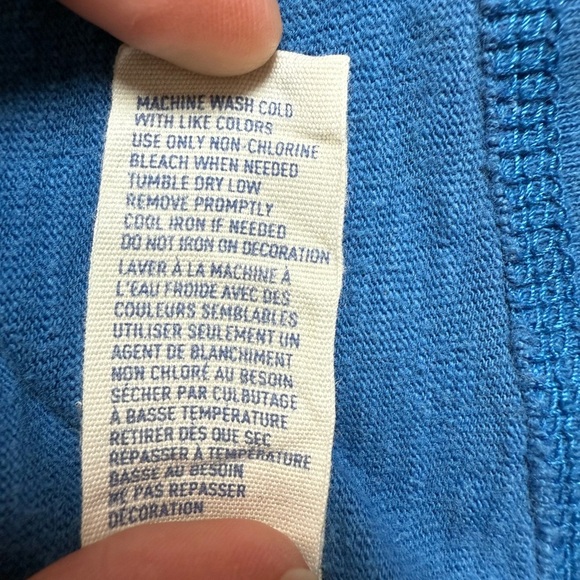 MACHINE WASH COLD
WITH LIKE COLORS
USE ONLY NON-CHLORINE
BLEACH WHEN NEEDED
TUMBLE DRY LOW
REMOVE PROMPTLY
COOL IRON IF NEEDED
DO NOT IRON ON DECORATION
LAVER À LA MACHINE À
L'EAU FROIDE AVEC DES
COULEURS SEMBLABLES
UTILISER SEULEMENT UN
AGENT DE BLANCHIMENT
NON CHLORÉ AU BESOIN
SÉCHER PAR CULBUTAGE
À BASSE TEMPÉRATURE
RETIRER DÈS QUE SEC
REPASSER À TEMPÉRATURE
BASSE AU BESOIN
NE PAS REPASSER
DÉCORATION